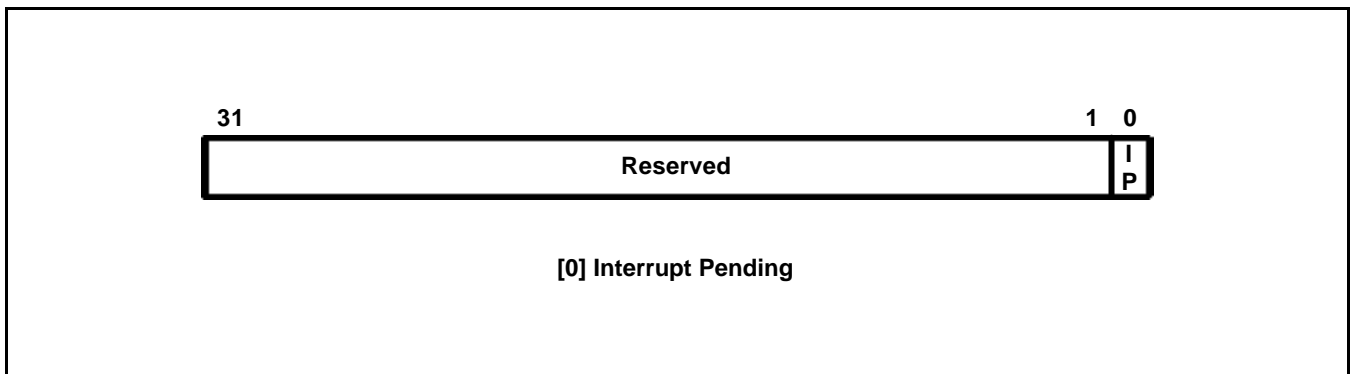 31 1 0
Reserved
I
P
[0] Interrupt Pending